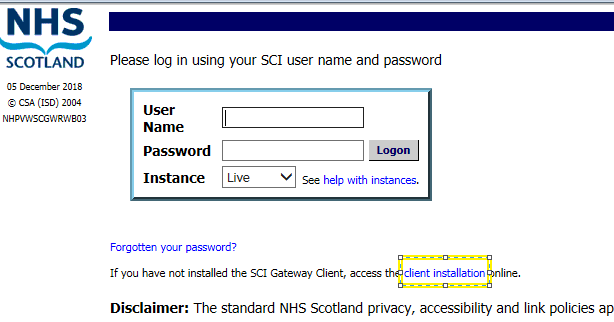 NHS
SCOTLAND
05 December 2018
© CSA (ISD) 2004
NHPVWSCGWRWB03
Please log in using your SCI user name and password
User
Name
Password
Logon
Instance
Live
See help with instances.
Forgotten your password?
If you have not installed the SCI Gateway Client, access the client installation online.
Disclaimer: The standard NHS Scotland privacy, accessibility and link policies ap